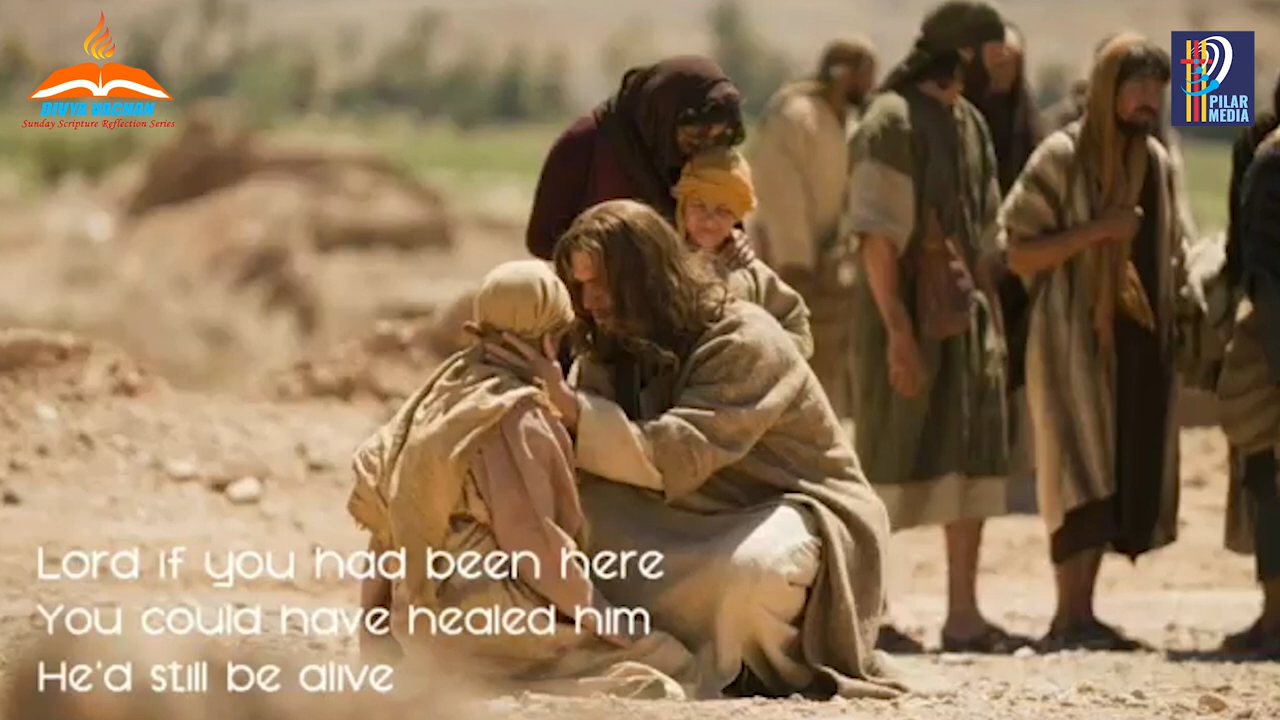 DIVYA VACHAN
Sunday Scripture Reflection Series
PILAR
MEDIA
Lord if you had been here
You could have healed him
He'd still be alive